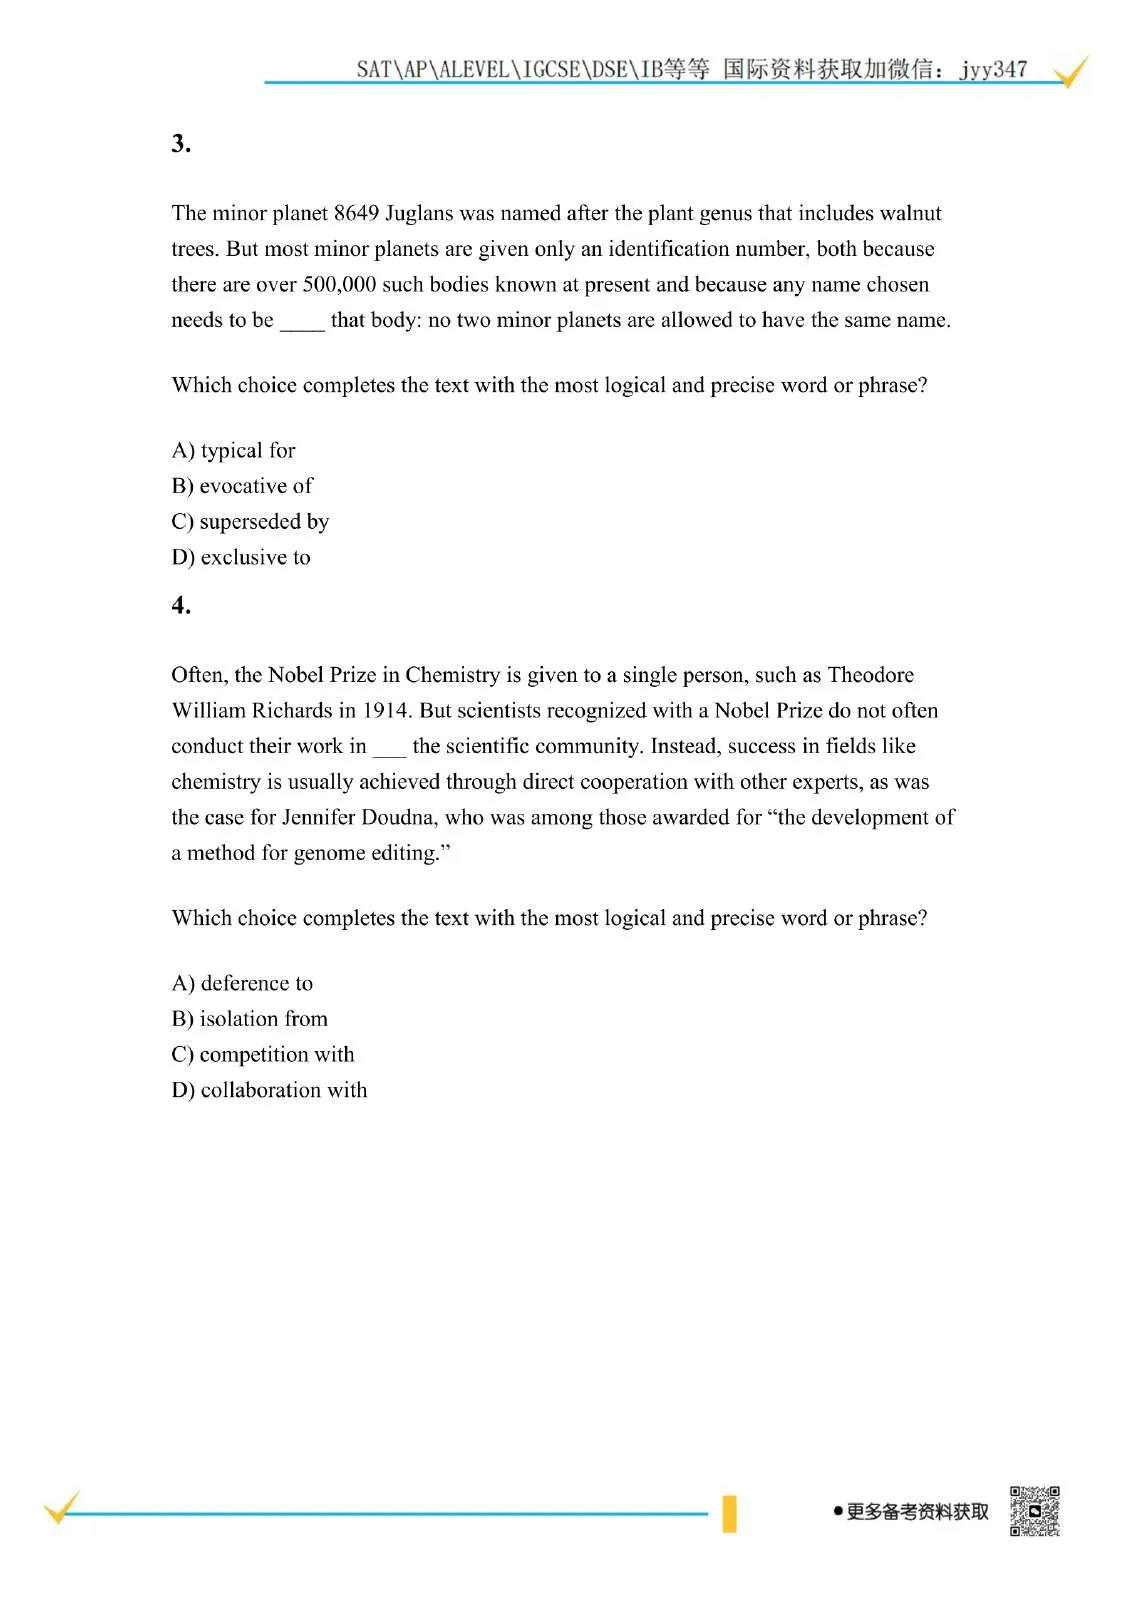 SAT\AP\ALEVEL\IGCSE\DSE\IB等等 国际资料获取加微信：jyy347
3.
The minor planet 8649 Juglans was named after the plant genus that includes walnut
trees. But most minor planets are given only an identification number, both because
there are over 500,000 such bodies known at present and because any name chosen
needs to be ____ that body: no two minor planets are allowed to have the same name.
Which choice completes the text with the most logical and precise word or phrase?
A) typical for
B) evocative of
C) superseded by
D) exclusive to
4.
Often, the Nobel Prize in Chemistry is given to a single person, such as Theodore
William Richards in 1914. But scientists recognized with a Nobel Prize do not often
conduct their work in ___ the scientific community. Instead, success in fields like
chemistry is usually achieved through direct cooperation with other experts, as was
the case for Jennifer Doudna, who was among those awarded for “the development of
a method for genome editing.”
Which choice completes the text with the most logical and precise word or phrase?
A) deference to
B) isolation from
C) competition with
D) collaboration with
●更多备考资料获取